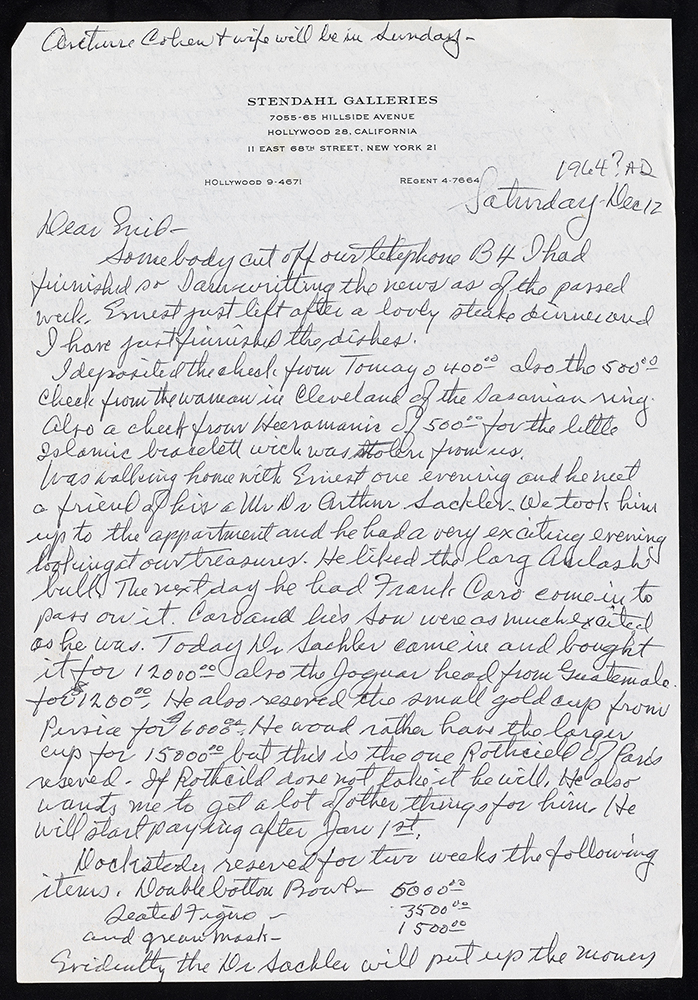 Arcture Cohen + wife will be in Sunday-
STENDAHL GALLERIES
7055-65 HILLSIDE AVENUE
HOLLYWOOD 28, CALIFORNIA
11 EAST 68TH STREET, NEW YORK 21
HOLLYWOOD 9-4671 REGENT 4-7664
1964? AD
Saturday-Dec 12
Dear Enid-
Somebody cut off our telephone B4 I had
finnished so I am writting the news as of the passed
week. Ernest just left after a lovly steake dinner and
I have just finnished the dishes.
I deposited the check from Tomayo 400.00 also the 500.00
check from the woman in Cleveland of the Sasanian ring.
Also a check from Heeramanic of 500.00 for the little
Islamic bracelett wich was stolen from us.
Was walking home with Ernest one evening and he met
a friend of his a Mr Dr Arthur Sackler. We took him
up to the appartment and he had a very exciting evening
looking at our treasures. He liked the larg Amlash
bull. The next day he had Frank Caro come in to
pass on it. Caro and his son were as much excited
as he was. Today Dr Sackler came in and bought
it for 12000.00 also the Joguar head from Guatemala
for $1200.00. He also reserved the small gold cup from
Persia for $6000.00. He woud rather have the larger
cup for 15000.00 but this is the one Rothcield of Paris
reserved - If Rothcild dose not take it he will. He also
wants me to get a lot of other things for him. He
will start paying after Jan 1st.
Dockstader reserved for two weeks the following
items. Double botton Bowl - 6000.00
Seated Figure - 3500.00
and green mask - 1500.00
Evidently the Dr Sackler will put up the money